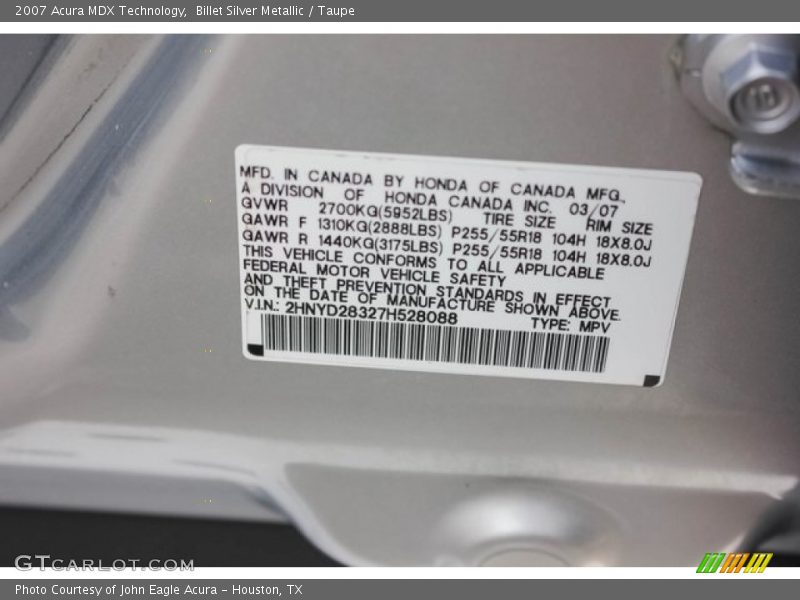 2007 Acura MDX Technology,  Billet Silver Metallic / Taupe
MFD. IN CANADA BY HONDA OF CANADA MFG.,
A DIVISION OF HONDA CANADA INC. 03/07
GVWR 2700KG(5952LBS) TIRE SIZE RIM SIZE
GAWR F 1310KG(2888LBS) P255/55R18 104H 18X8.0J
GAWR R 1440KG(3175LBS) P255/55R18 104H 18X8.0J
THIS VEHICLE CONFORMS TO ALL APPLICABLE
FEDERAL MOTOR VEHICLE SAFETY
AND THEFT PREVENTION STANDARDS IN EFFECT
ON THE DATE OF MANUFACTURE SHOWN ABOVE.
V.I.N.: 2HNYD28327H528088 TYPE: MPV
GTCARLOT.COM
Photo Courtesy of John Eagle Acura - Houston, TX